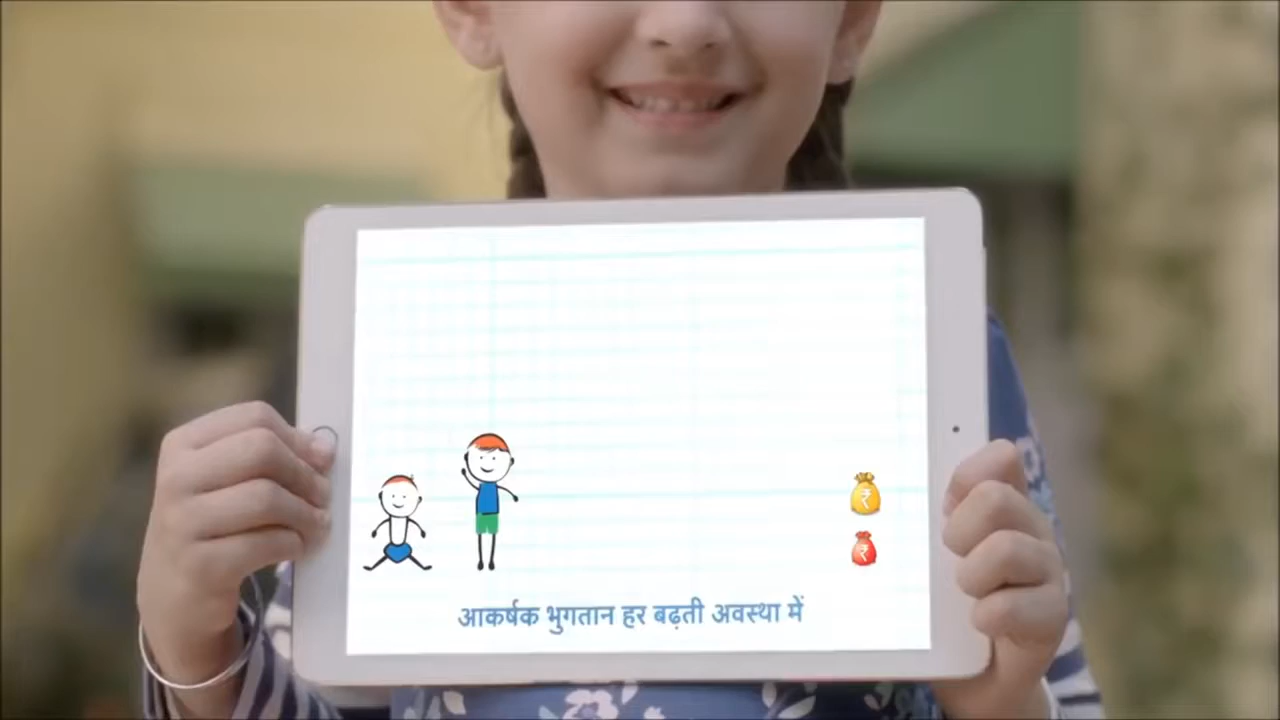 ₹
₹
आकर्षक भुगतान हर बढ़ती अवस्था में